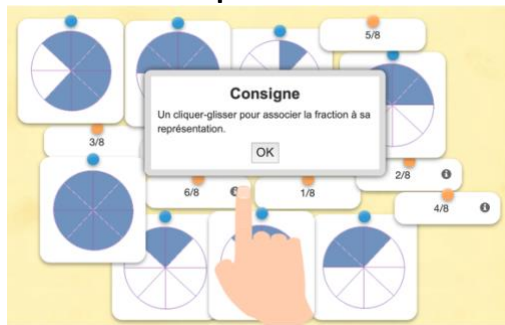 5/8
Consigne
Un cliquer-glisser pour associer la fraction à sa
représentation.
OK
3/8
2/8
6/8
1/8
4/8